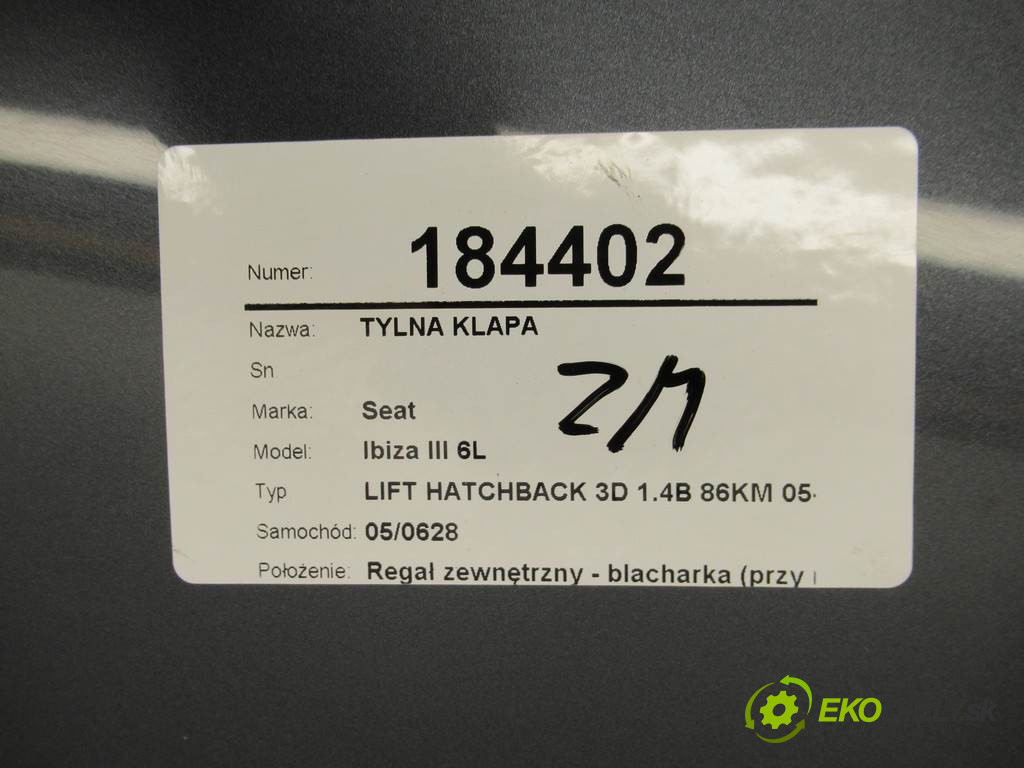 Numer: 184402
Nazwa: TYLNA KLAPA
Sn
Marka: Seat
Model: Ibiza III 6L
Typ LIFT HATCHBACK 3D 1.4B 86KM 05-
Samochód: 05/0628
Położenie: Regał zewnętrzny - blacharka (przy
EKO